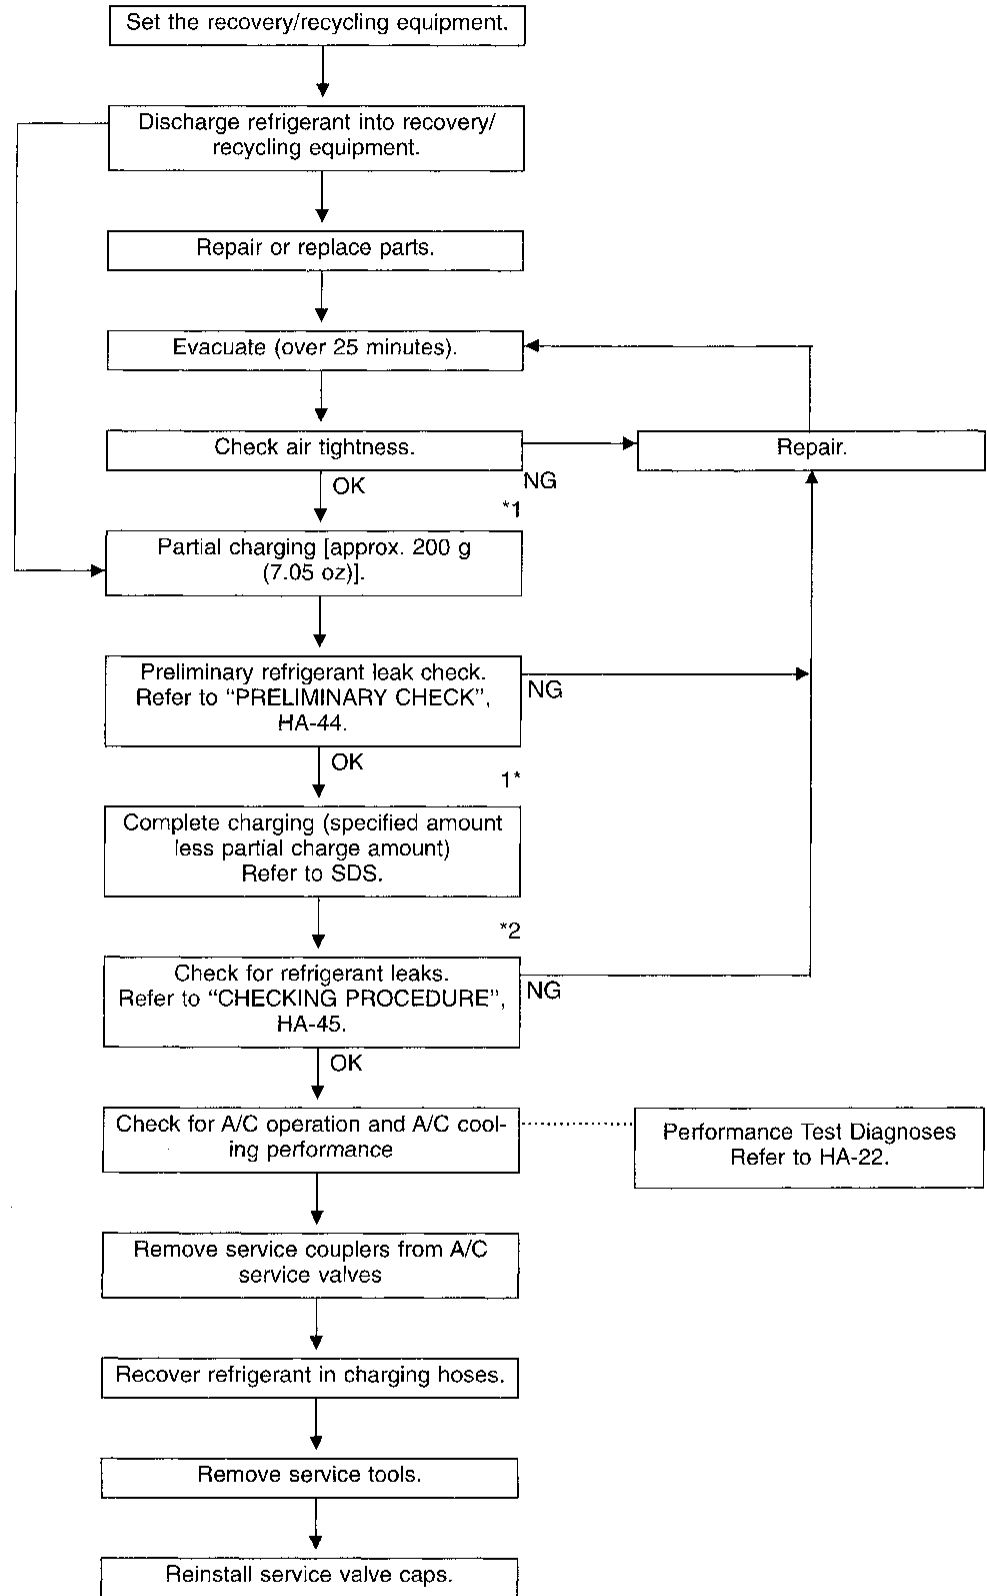 Set the recovery/recycling equipment.
Discharge refrigerant into recovery/
recycling equipment.
Repair or replace parts.
Evacuate (over 25 minutes).
Check air tightness.
Repair.
OK
NG
*1
Partial charging [approx. 200 g
(7.05 oz)].
Preliminary refrigerant leak check.
Refer to “PRELIMINARY CHECK”,
HA-44.
NG
OK
1*
Complete charging (specified amount
less partial charge amount)
Refer to SDS.
*2
Check for refrigerant leaks.
Refer to “CHECKING PROCEDURE”,
HA-45.
NG
OK
Check for A/C operation and A/C cool-
ing performance
Performance Test Diagnoses
Refer to HA-22.
Remove service couplers from A/C
service valves
Recover refrigerant in charging hoses.
Remove service tools.
Reinstall service valve caps.